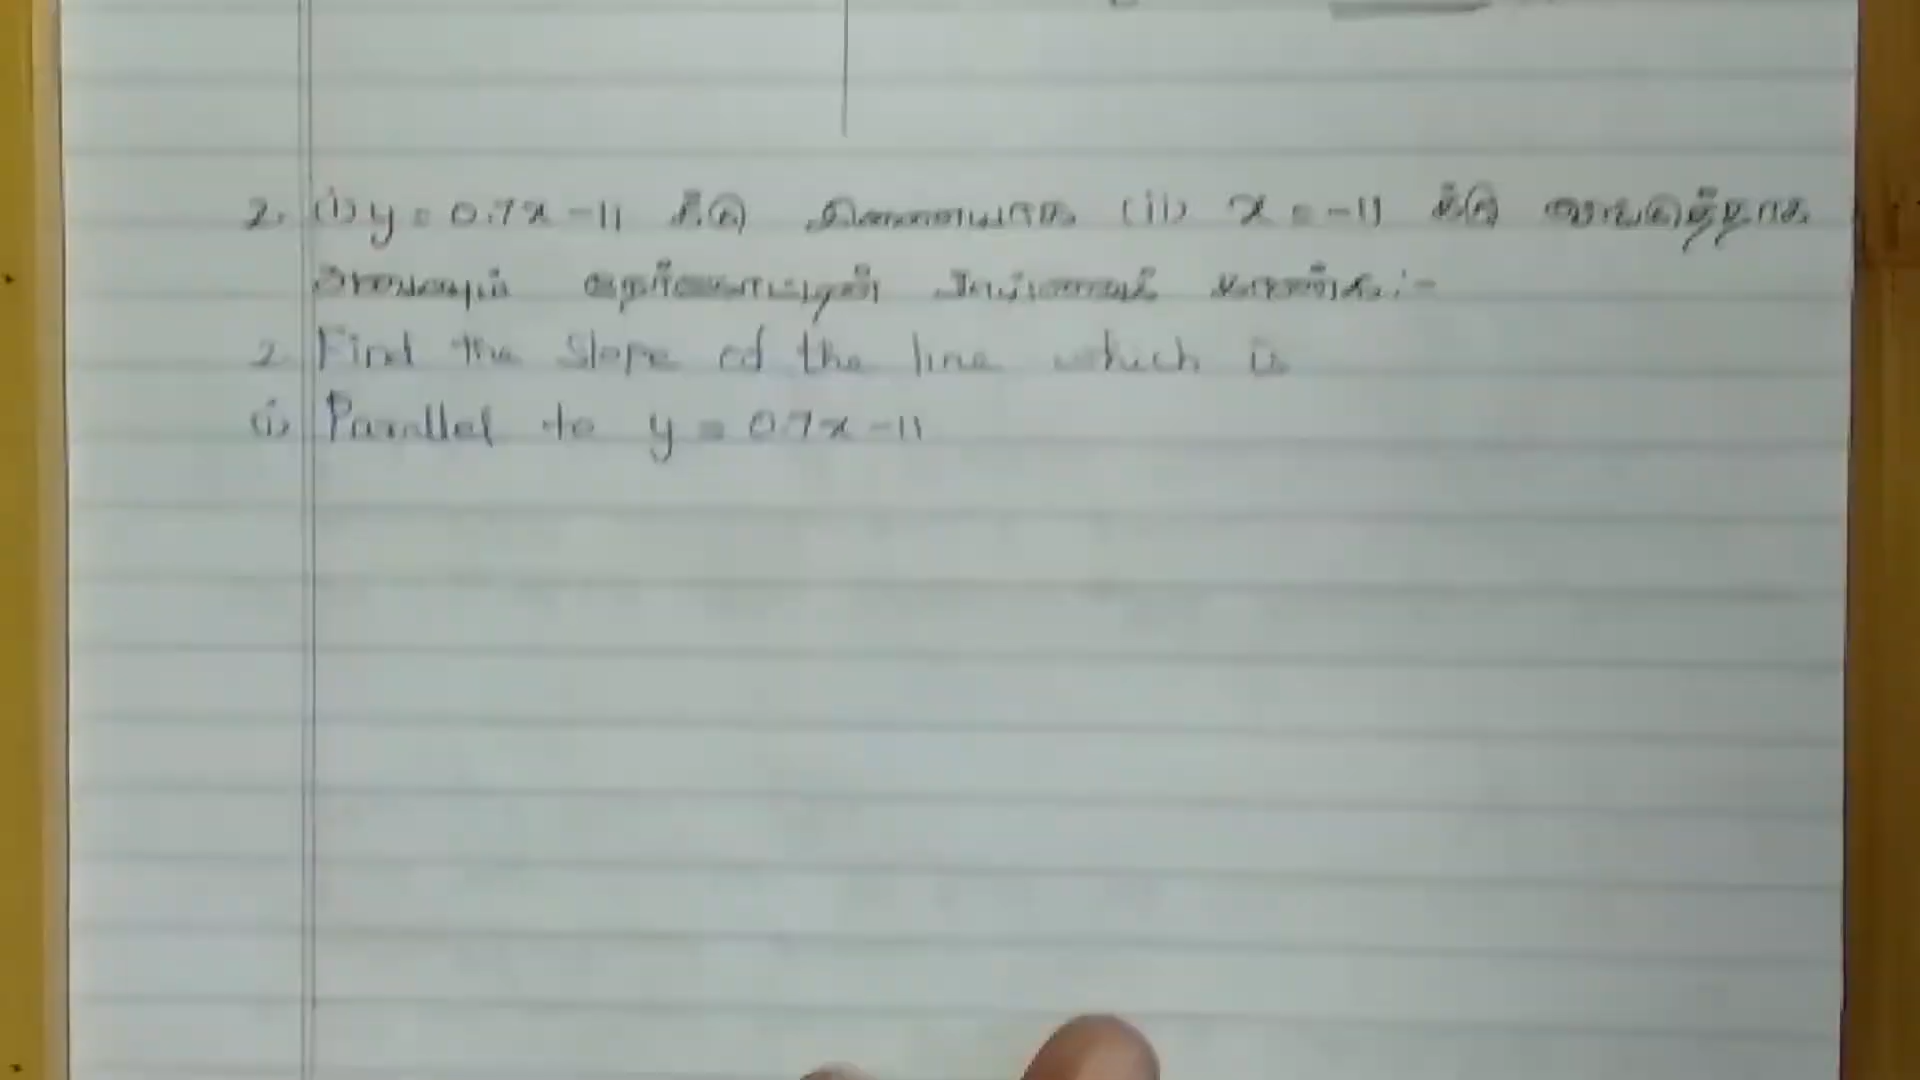 2. (i) y = 0.7x - 11 க்கு இணையாக (ii) x = -11 க்கு செங்குத்தாக
அமையும் நேர்கோட்டின் சாய்வைக் காண்க:-
2 Find the Slope of the line which is
(i) Parallel to y = 0.7x - 11